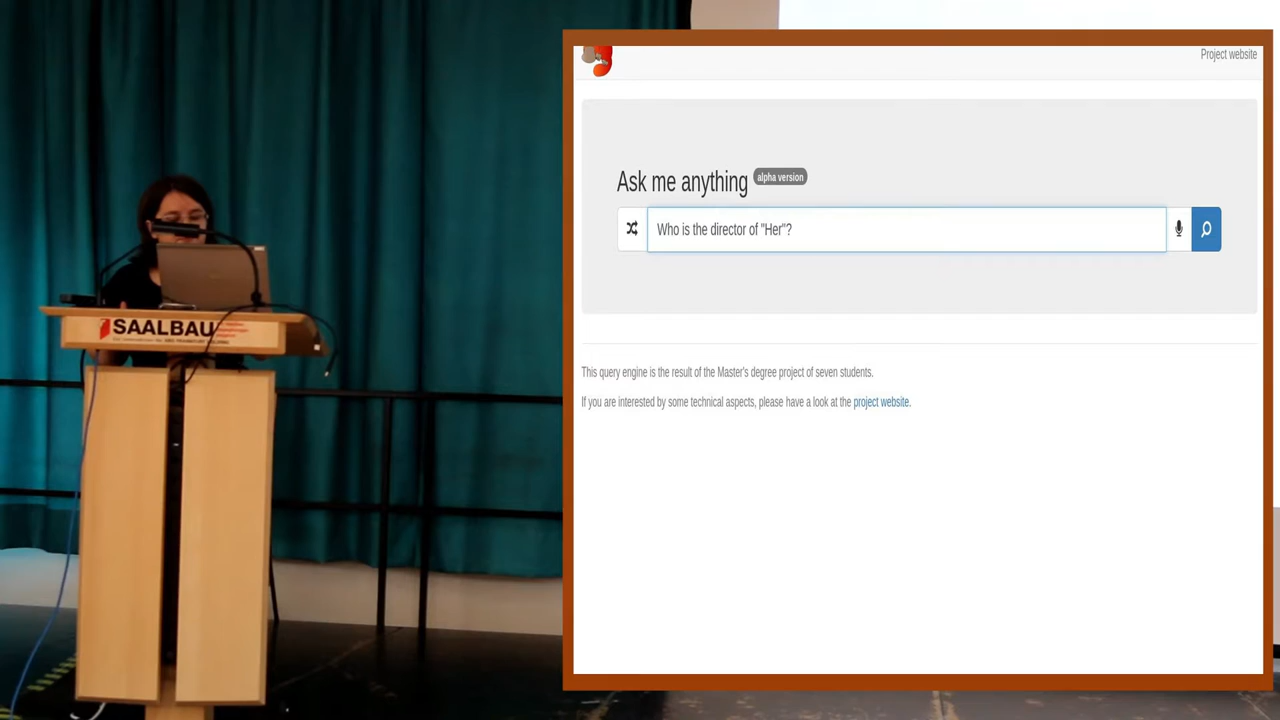 Project website
Ask me anything alpha version
Who is the director of "Her"?
This query engine is the result of the Master's degree project of seven students.
If you are interested by some technical aspects, please have a look at the project website.
SAALBAU